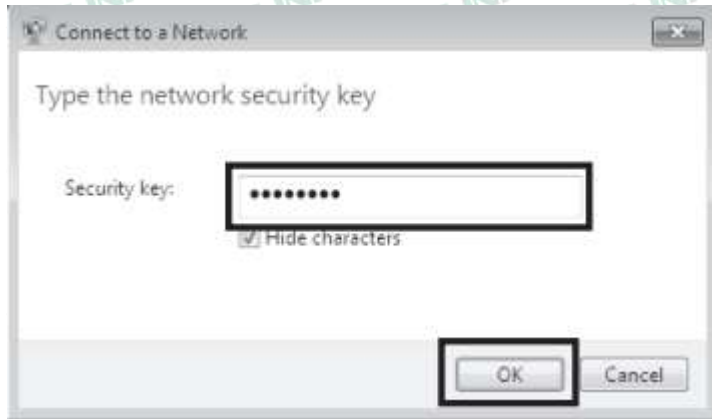 Connect to a Network
Type the network security key
Security key: ••••••••
Hide characters
OK Cancel